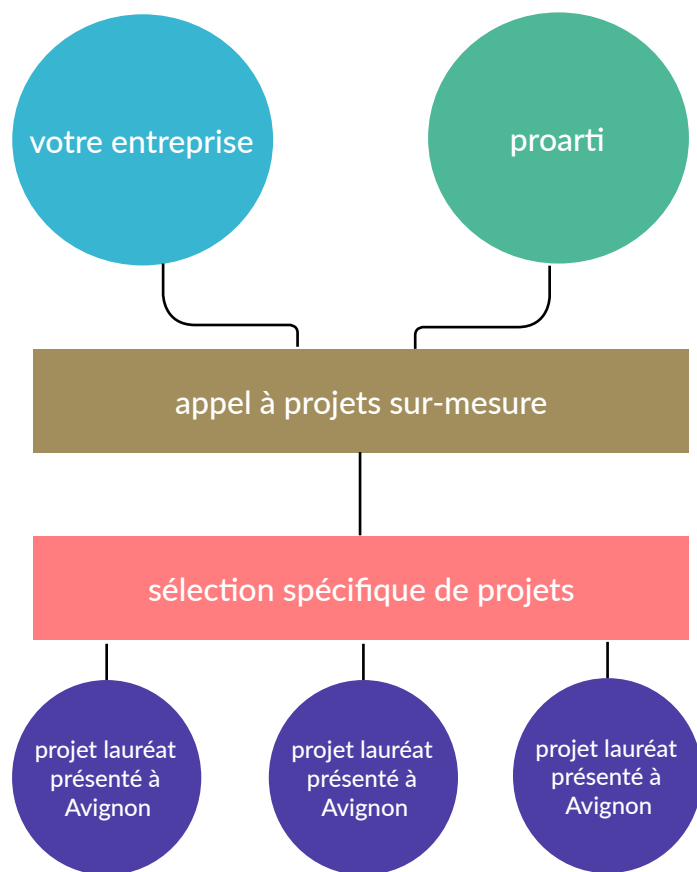 votre entreprise
proarti
appel à projets sur-mesure
sélection spécifique de projets
projet lauréat
présenté à
Avignon
projet lauréat
présenté à
Avignon
projet lauréat
présenté à
Avignon